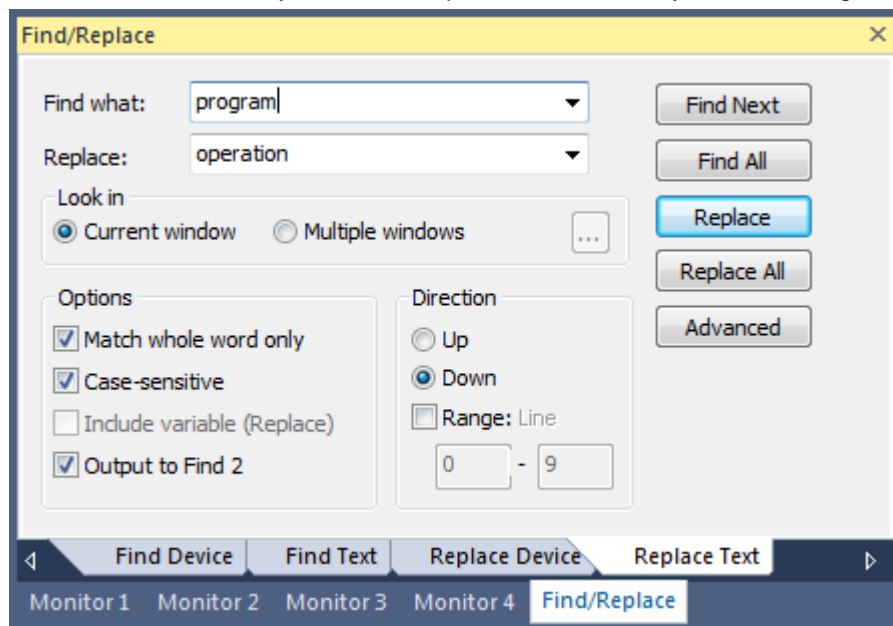 Find/Replace
Find what: program
Replace: operation
Look in
Current window Multiple windows ...
Options
Match whole word only
Case-sensitive
Include variable (Replace)
Output to Find 2
Direction
Up
Down
Range: Line
0 - 9
Find Next
Find All
Replace
Replace All
Advanced
Find Device Find Text Replace Device Replace Text
Monitor 1 Monitor 2 Monitor 3 Monitor 4 Find/Replace